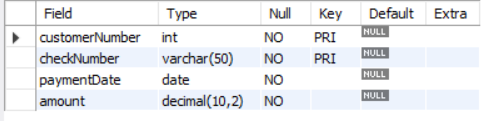 Field Type Null Key Default Extra
customerNumber int NO PRI NULL
checkNumber varchar(50) NO PRI NULL
paymentDate date NO NULL
amount decimal(10,2) NO NULL